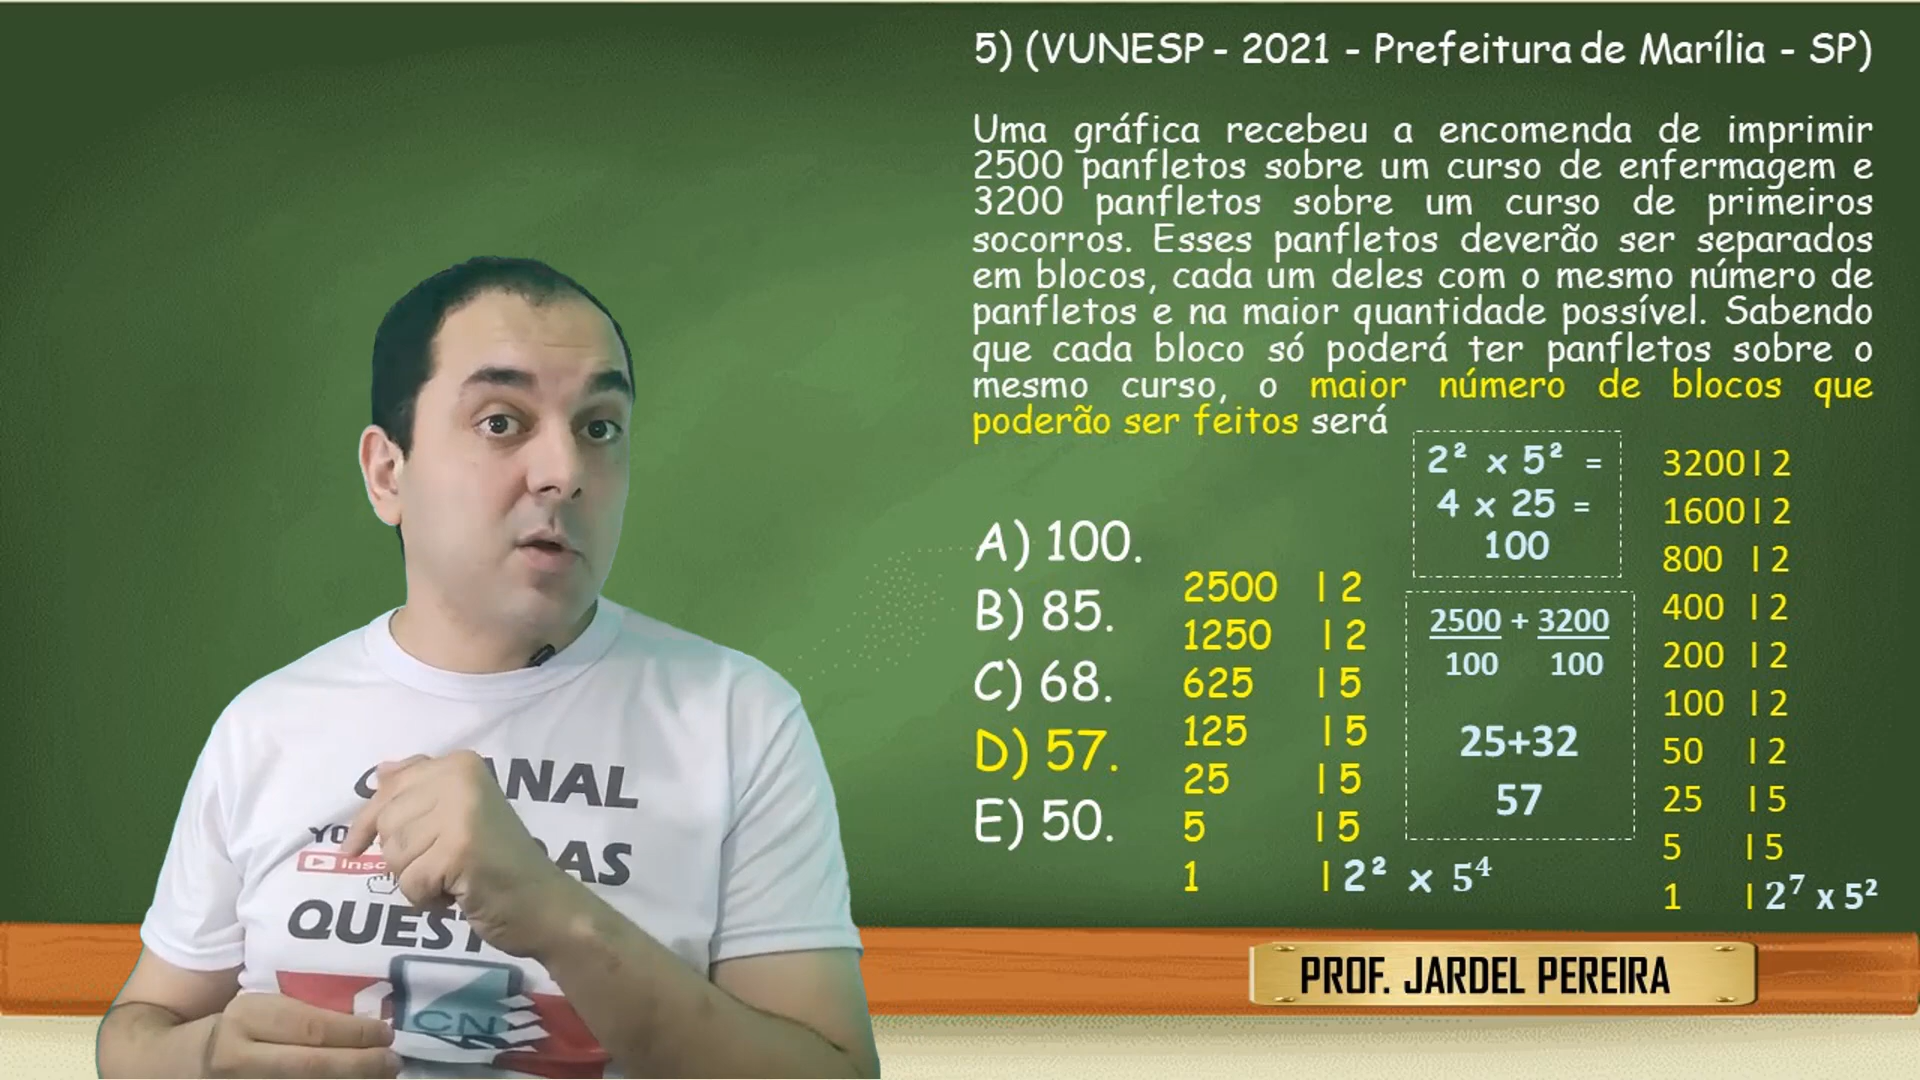 5) (VUNESP - 2021 - Prefeitura de Marília - SP)
Uma gráfica recebeu a encomenda de imprimir
2500 panfletos sobre um curso de enfermagem e
3200 panfletos sobre um curso de primeiros
socorros. Esses panfletos deverão ser separados
em blocos, cada um deles com o mesmo número de
panfletos e na maior quantidade possível. Sabendo
que cada bloco só poderá ter panfletos sobre o
mesmo curso, o maior número de blocos que
poderão ser feitos será
A) 100.
B) 85.
C) 68.
D) 57.
E) 50.
2500 | 2
1250 | 2
625 | 5
125 | 5
25 | 5
5 | 5
1 | 2² x 5⁴
2² x 5² =
4 x 25 =
100
2500 + 3200
100 100
25+32
57
3200 | 2
1600 | 2
800 | 2
400 | 2
200 | 2
100 | 2
50 | 2
25 | 5
5 | 5
1 | 2⁷ x 5²
PROF. JARDEL PEREIRA
CN